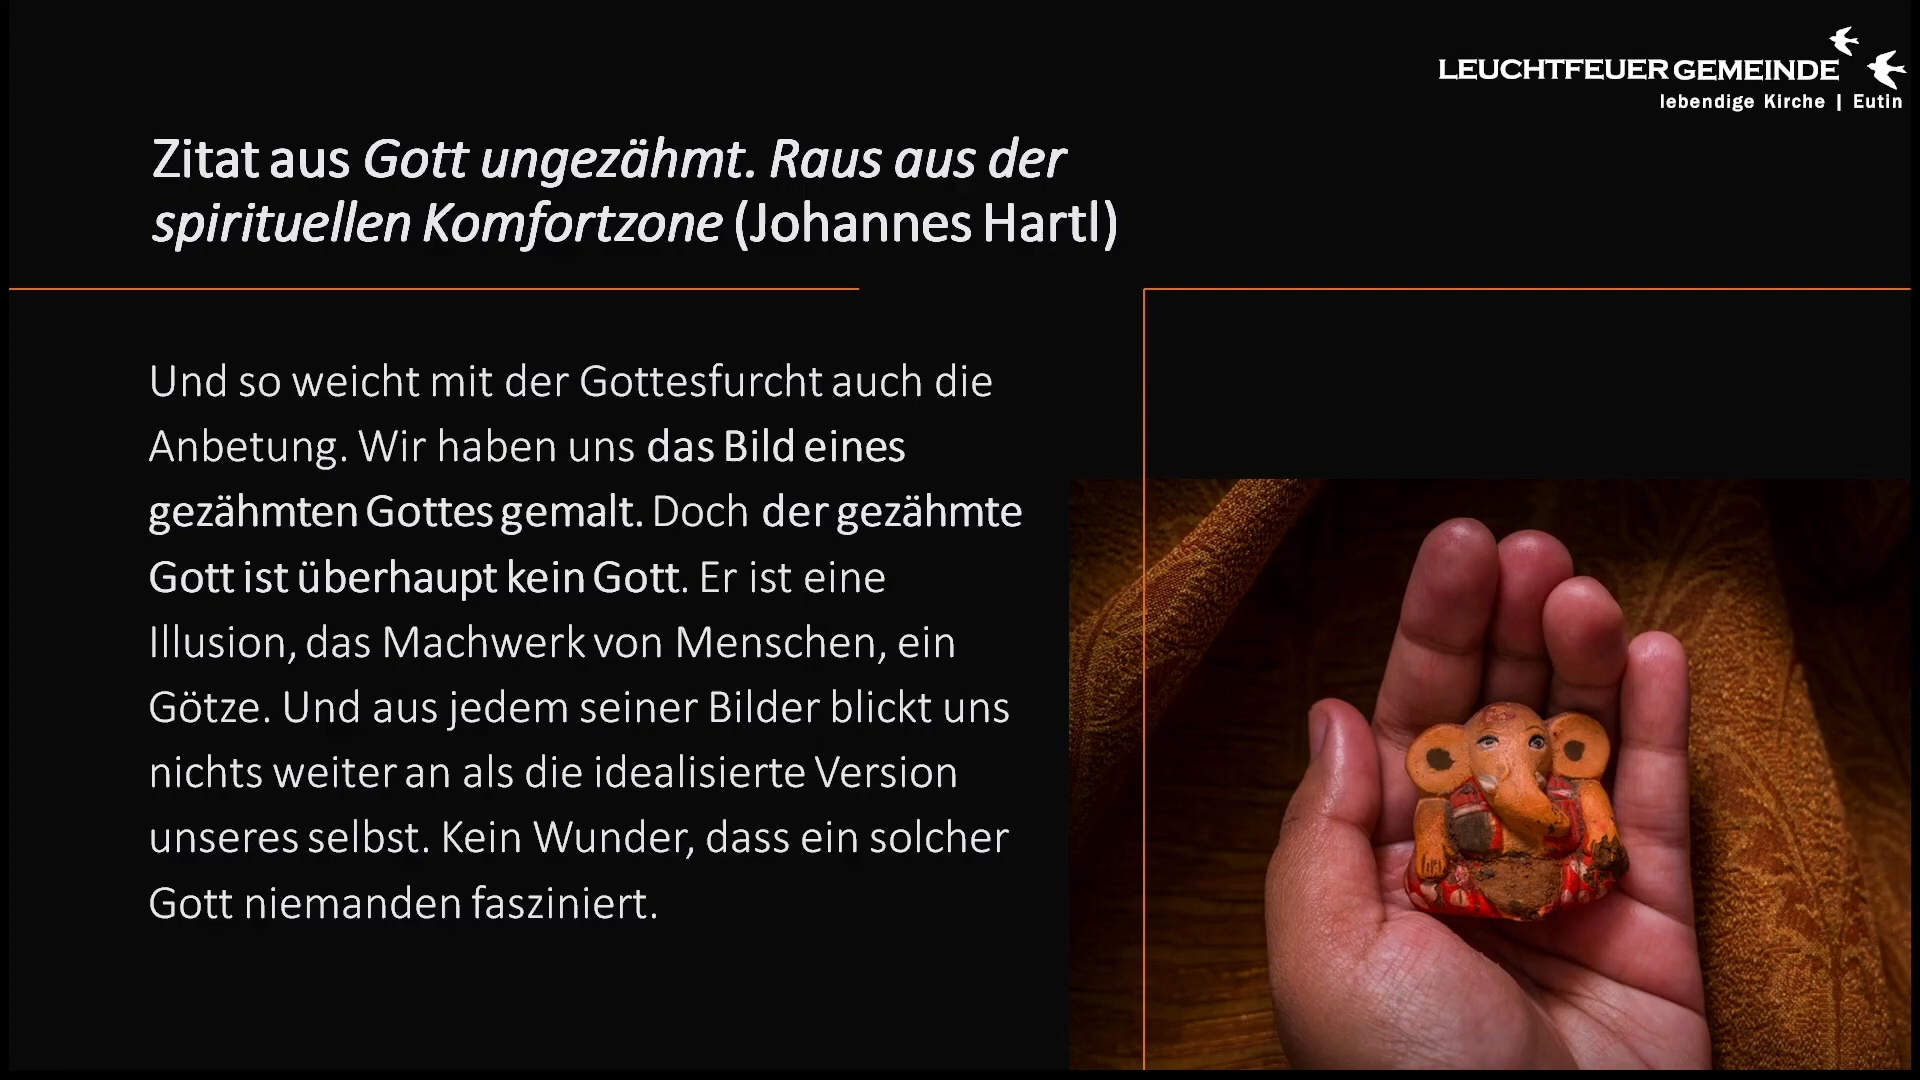 LEUCHTFEUER GEMEINDE
lebendige Kirche | Eutin
Zitat aus Gott ungezähmt. Raus aus der
spirituellen Komfortzone (Johannes Hartl)
Und so weicht mit der Gottesfurcht auch die
Anbetung. Wir haben uns das Bild eines
gezähmten Gottes gemalt. Doch der gezähmte
Gott ist überhaupt kein Gott. Er ist eine
Illusion, das Machwerk von Menschen, ein
Götze. Und aus jedem seiner Bilder blickt uns
nichts weiter an als die idealisierte Version
unseres selbst. Kein Wunder, dass ein solcher
Gott niemanden fasziniert.